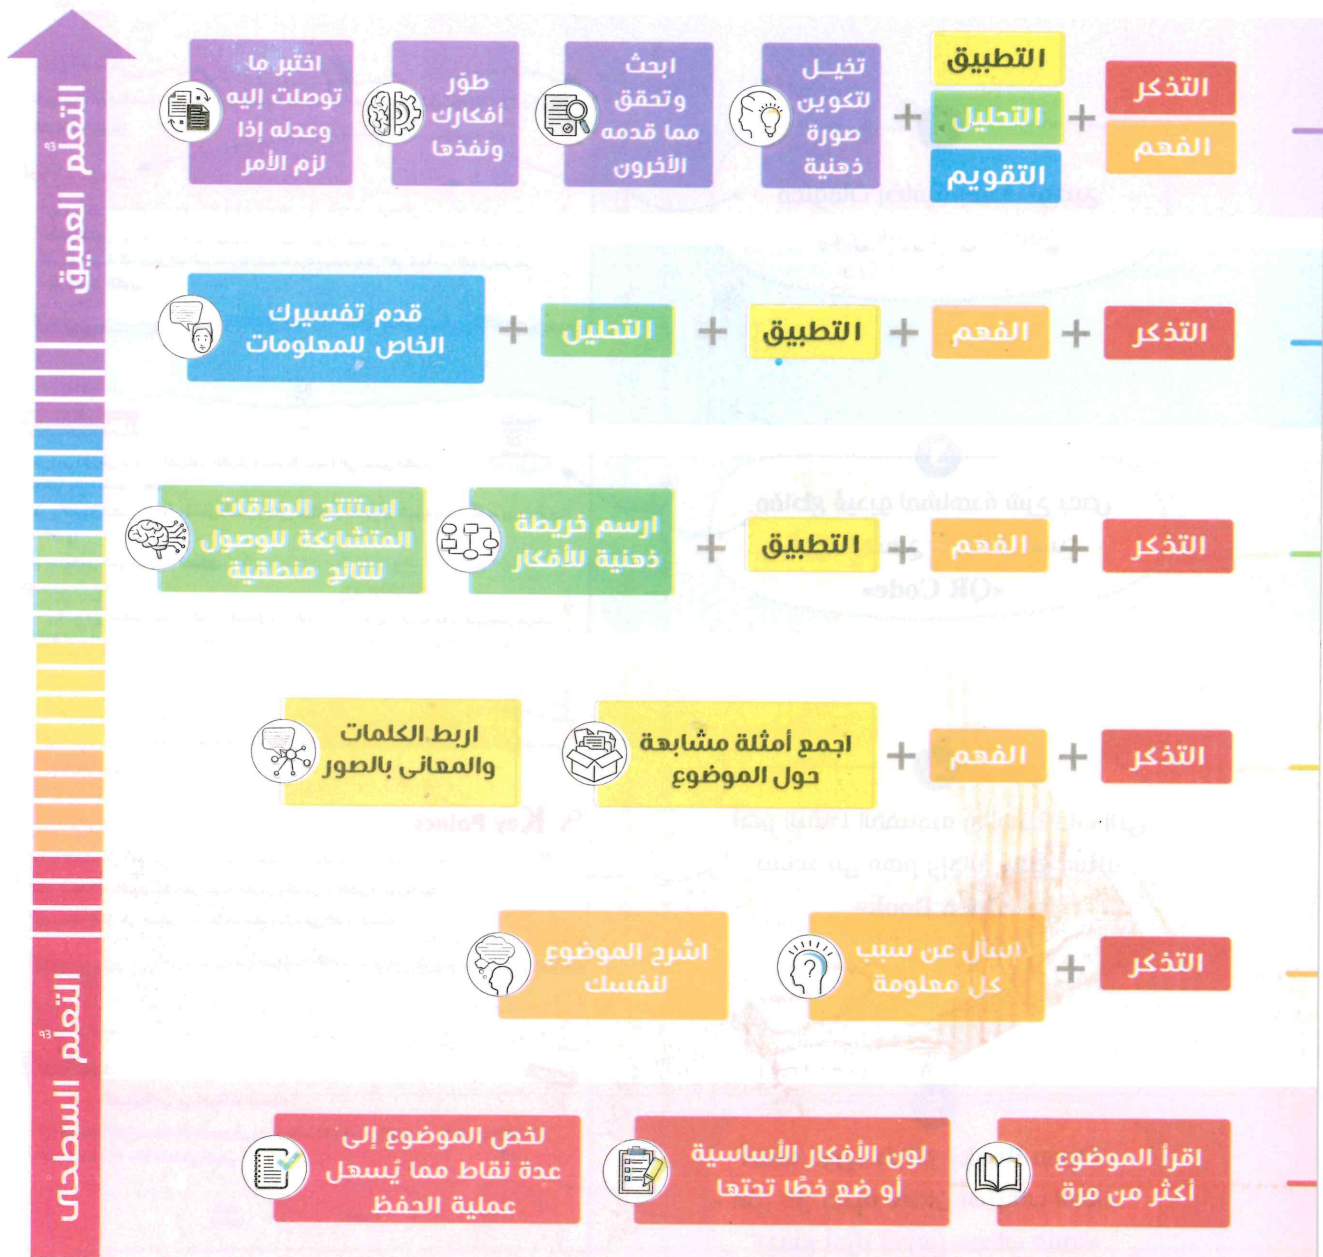 التعلم العميق
التذكر
الفهم
+
التطبيق
التحليل
التقويم
+
تخيـل
لتكوين
صورة
ذهنية
ابحث
وتحقق
مما قدمه
الآخرون
طوّر
أفكارك
ونفذها
اختبر ما
توصلت إليه
وعدله إذا
لزم الأمر
التذكر + الفهم + التطبيق + التحليل +
قدم تفسيرك
الخاص للمعلومات
التذكر + الفهم + التطبيق +
ارسم خريطة
ذهنية للأفكار
استنتج العلاقات
المتشابكة للوصول
لنتائج منطقية
التذكر + الفهم +
اجمع أمثلة مشابهة
حول الموضوع
اربط الكلمات
والمعانى بالصور
التذكر +
اسأل عن سبب
كل معلومة
اشرح الموضوع
لنفسك
التعلم السطحى
اقرأ الموضوع
أكثر من مرة
لون الأفكار الأساسية
أو ضع خطًا تحتها
لخص الموضوع إلى
عدة نقاط مما يُسهل
عملية الحفظ